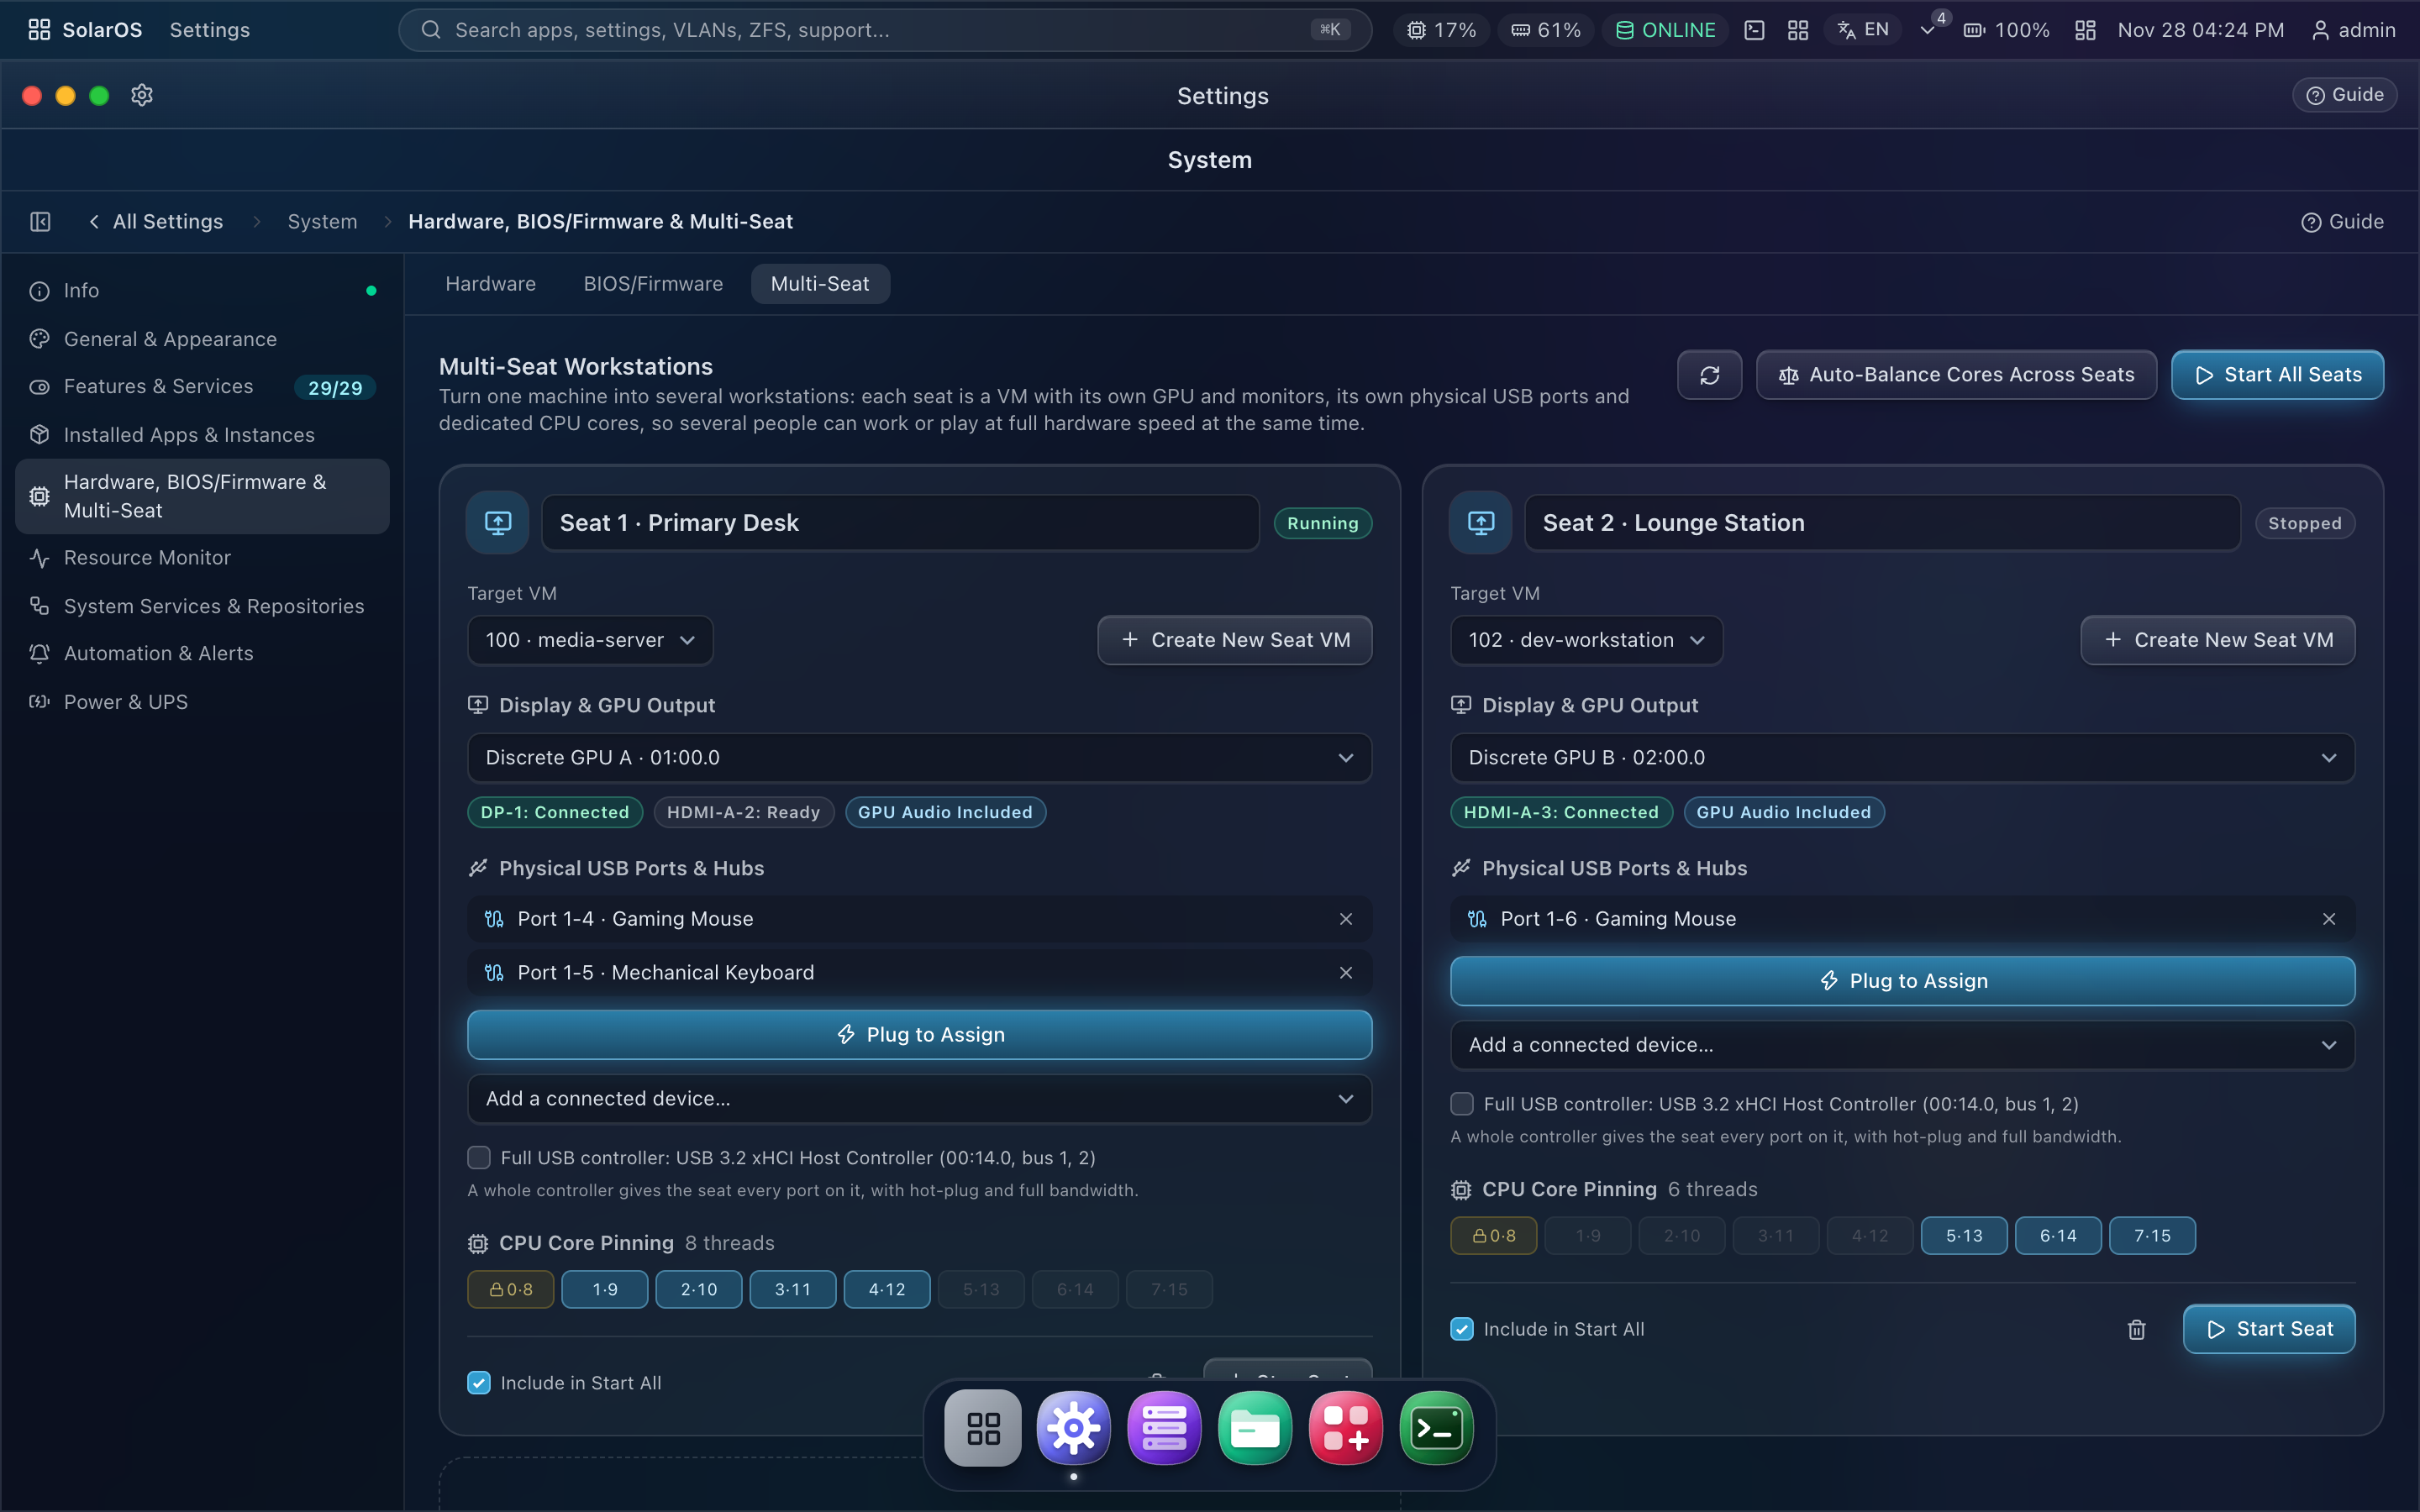 SolarOS Settings
Search apps, settings, VLANs, ZFS, support... ⌘K
17% 61% ONLINE EN 4 100% Nov 28 04:24 PM admin
Settings
Guide
System
All Settings System Hardware, BIOS/Firmware & Multi-Seat
Guide
Info
General & Appearance
Features & Services 29/29
Installed Apps & Instances
Hardware, BIOS/Firmware &
Multi-Seat
Resource Monitor
System Services & Repositories
Automation & Alerts
Power & UPS
Hardware BIOS/Firmware Multi-Seat
Multi-Seat Workstations
Turn one machine into several workstations: each seat is a VM with its own GPU and monitors, its own physical USB ports and
dedicated CPU cores, so several people can work or play at full hardware speed at the same time.
Auto-Balance Cores Across Seats
Start All Seats
Seat 1 · Primary Desk
Running
Target VM
100 · media-server
Create New Seat VM
Display & GPU Output
Discrete GPU A · 01:00.0
DP-1: Connected HDMI-A-2: Ready GPU Audio Included
Physical USB Ports & Hubs
Port 1-4 · Gaming Mouse
Port 1-5 · Mechanical Keyboard
Plug to Assign
Add a connected device...
Full USB controller: USB 3.2 xHCI Host Controller (00:14.0, bus 1, 2)
A whole controller gives the seat every port on it, with hot-plug and full bandwidth.
CPU Core Pinning 8 threads
0·8 1·9 2·10 3·11 4·12 5·13 6·14 7·15
Include in Start All
Seat 2 · Lounge Station
Stopped
Target VM
102 · dev-workstation
Create New Seat VM
Display & GPU Output
Discrete GPU B · 02:00.0
HDMI-A-3: Connected GPU Audio Included
Physical USB Ports & Hubs
Port 1-6 · Gaming Mouse
Plug to Assign
Add a connected device...
Full USB controller: USB 3.2 xHCI Host Controller (00:14.0, bus 1, 2)
A whole controller gives the seat every port on it, with hot-plug and full bandwidth.
CPU Core Pinning 6 threads
0·8 1·9 2·10 3·11 4·12 5·13 6·14 7·15
Include in Start All
Start Seat